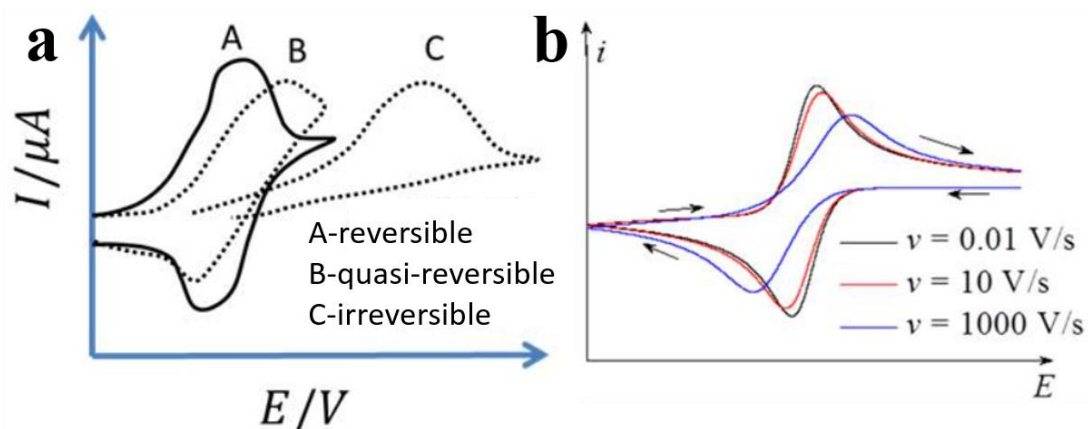 a
A
B
C
I/μA
A-reversible
B-quasi-reversible
C-irreversible
E/V
b
i
v = 0.01 V/s
v = 10 V/s
v = 1000 V/s
E